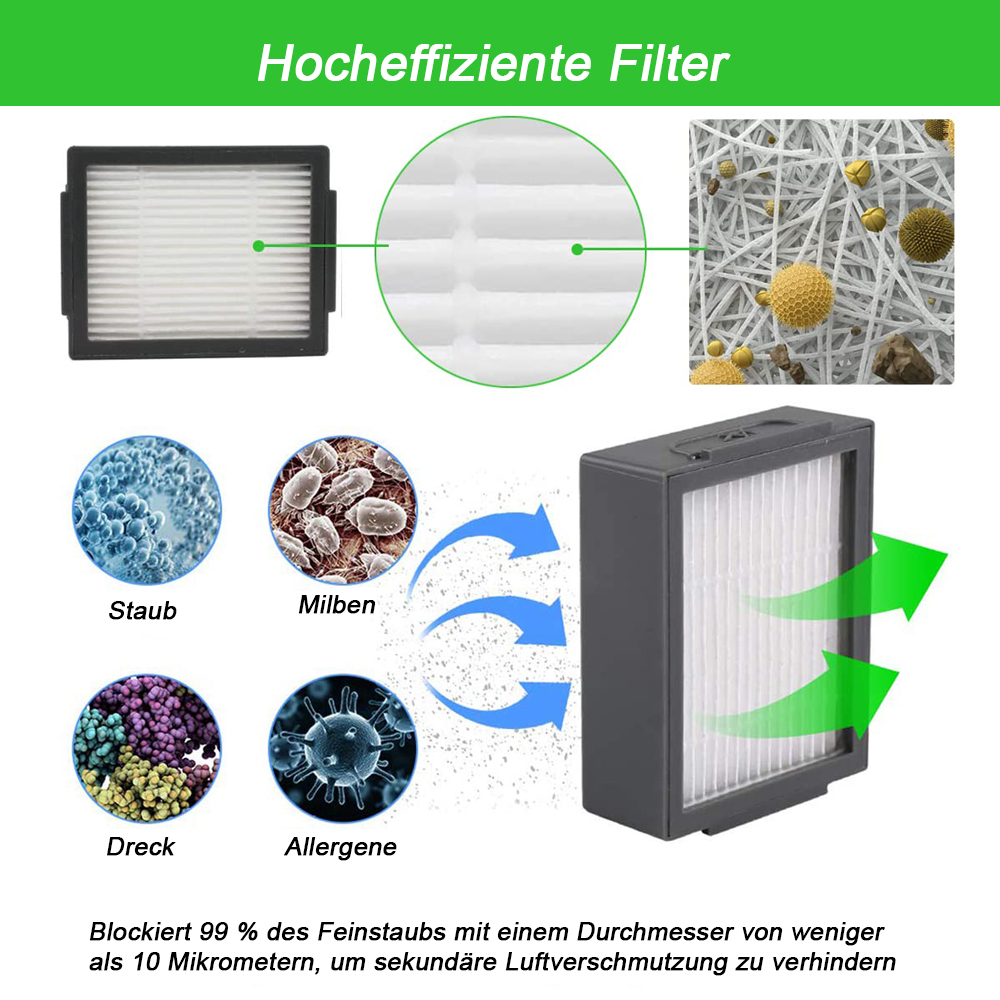 Hocheffiziente Filter
Staub
Milben
Dreck
Allergene
Blockiert 99 % des Feinstaubs mit einem Durchmesser von weniger
als 10 Mikrometern, um sekundäre Luftverschmutzung zu verhindern